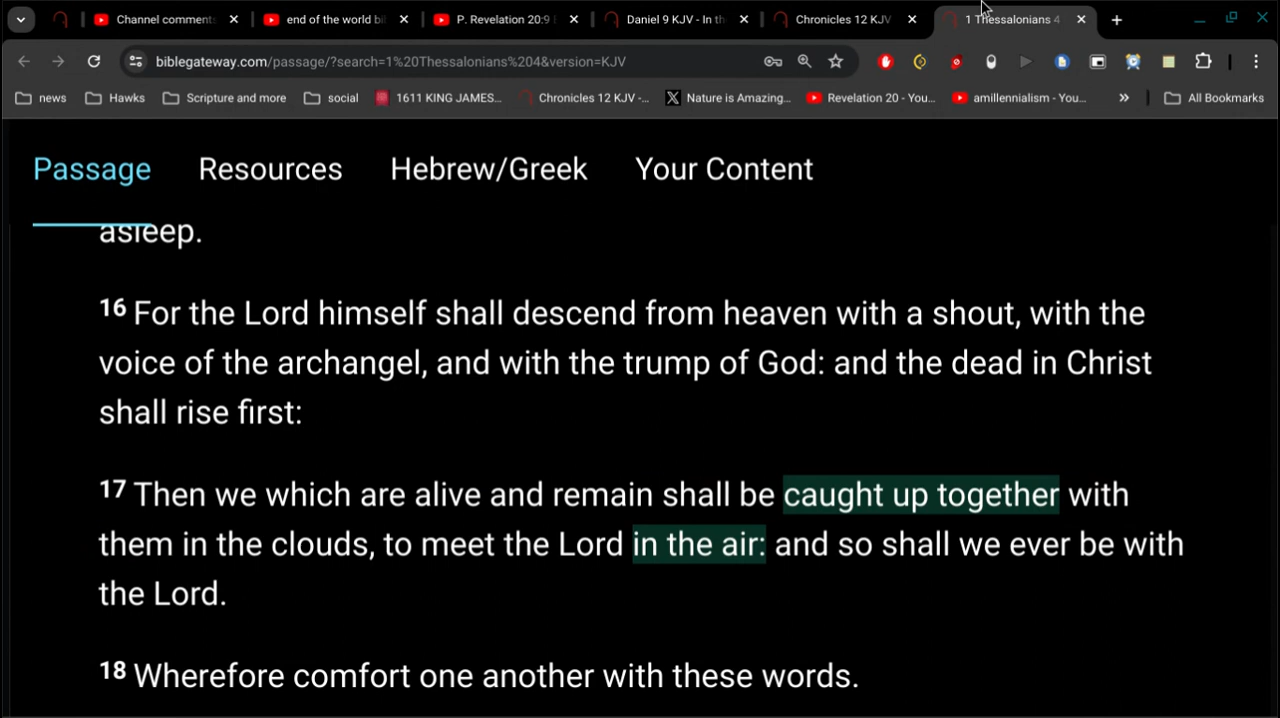 Channel comments
end of the world bi
P. Revelation 20:9
Daniel 9 KJV - In th
Chronicles 12 KJV
1 Thessalonians 4
biblegateway.com/passage/?search=1%20Thessalonians%204&version=KJV
news
Hawks
Scripture and more
social
1611 KING JAMES...
Chronicles 12 KJV -...
Nature is Amazing...
Revelation 20 - You...
amillennialism - You...
»
All Bookmarks
Passage Resources Hebrew/Greek Your Content
asleep.
16 For the Lord himself shall descend from heaven with a shout, with the
voice of the archangel, and with the trump of God: and the dead in Christ
shall rise first:
17 Then we which are alive and remain shall be caught up together with
them in the clouds, to meet the Lord in the air: and so shall we ever be with
the Lord.
18 Wherefore comfort one another with these words.